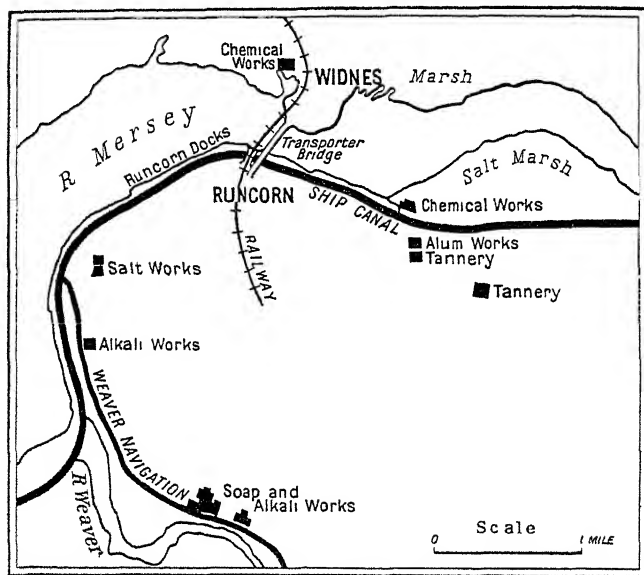 Chemical
Works
WIDNES
Marsh
R Mersey
Runcorn Docks
Transporter
Bridge
Salt Marsh
RUNCORN
SHIP CANAL
Chemical Works
RAILWAY
Alum Works
Tannery
Salt Works
Tannery
Alkali Works
WEAVER NAVIGATION
R Weaver
Soap and
Alkali Works
Scale
0 1 MILE